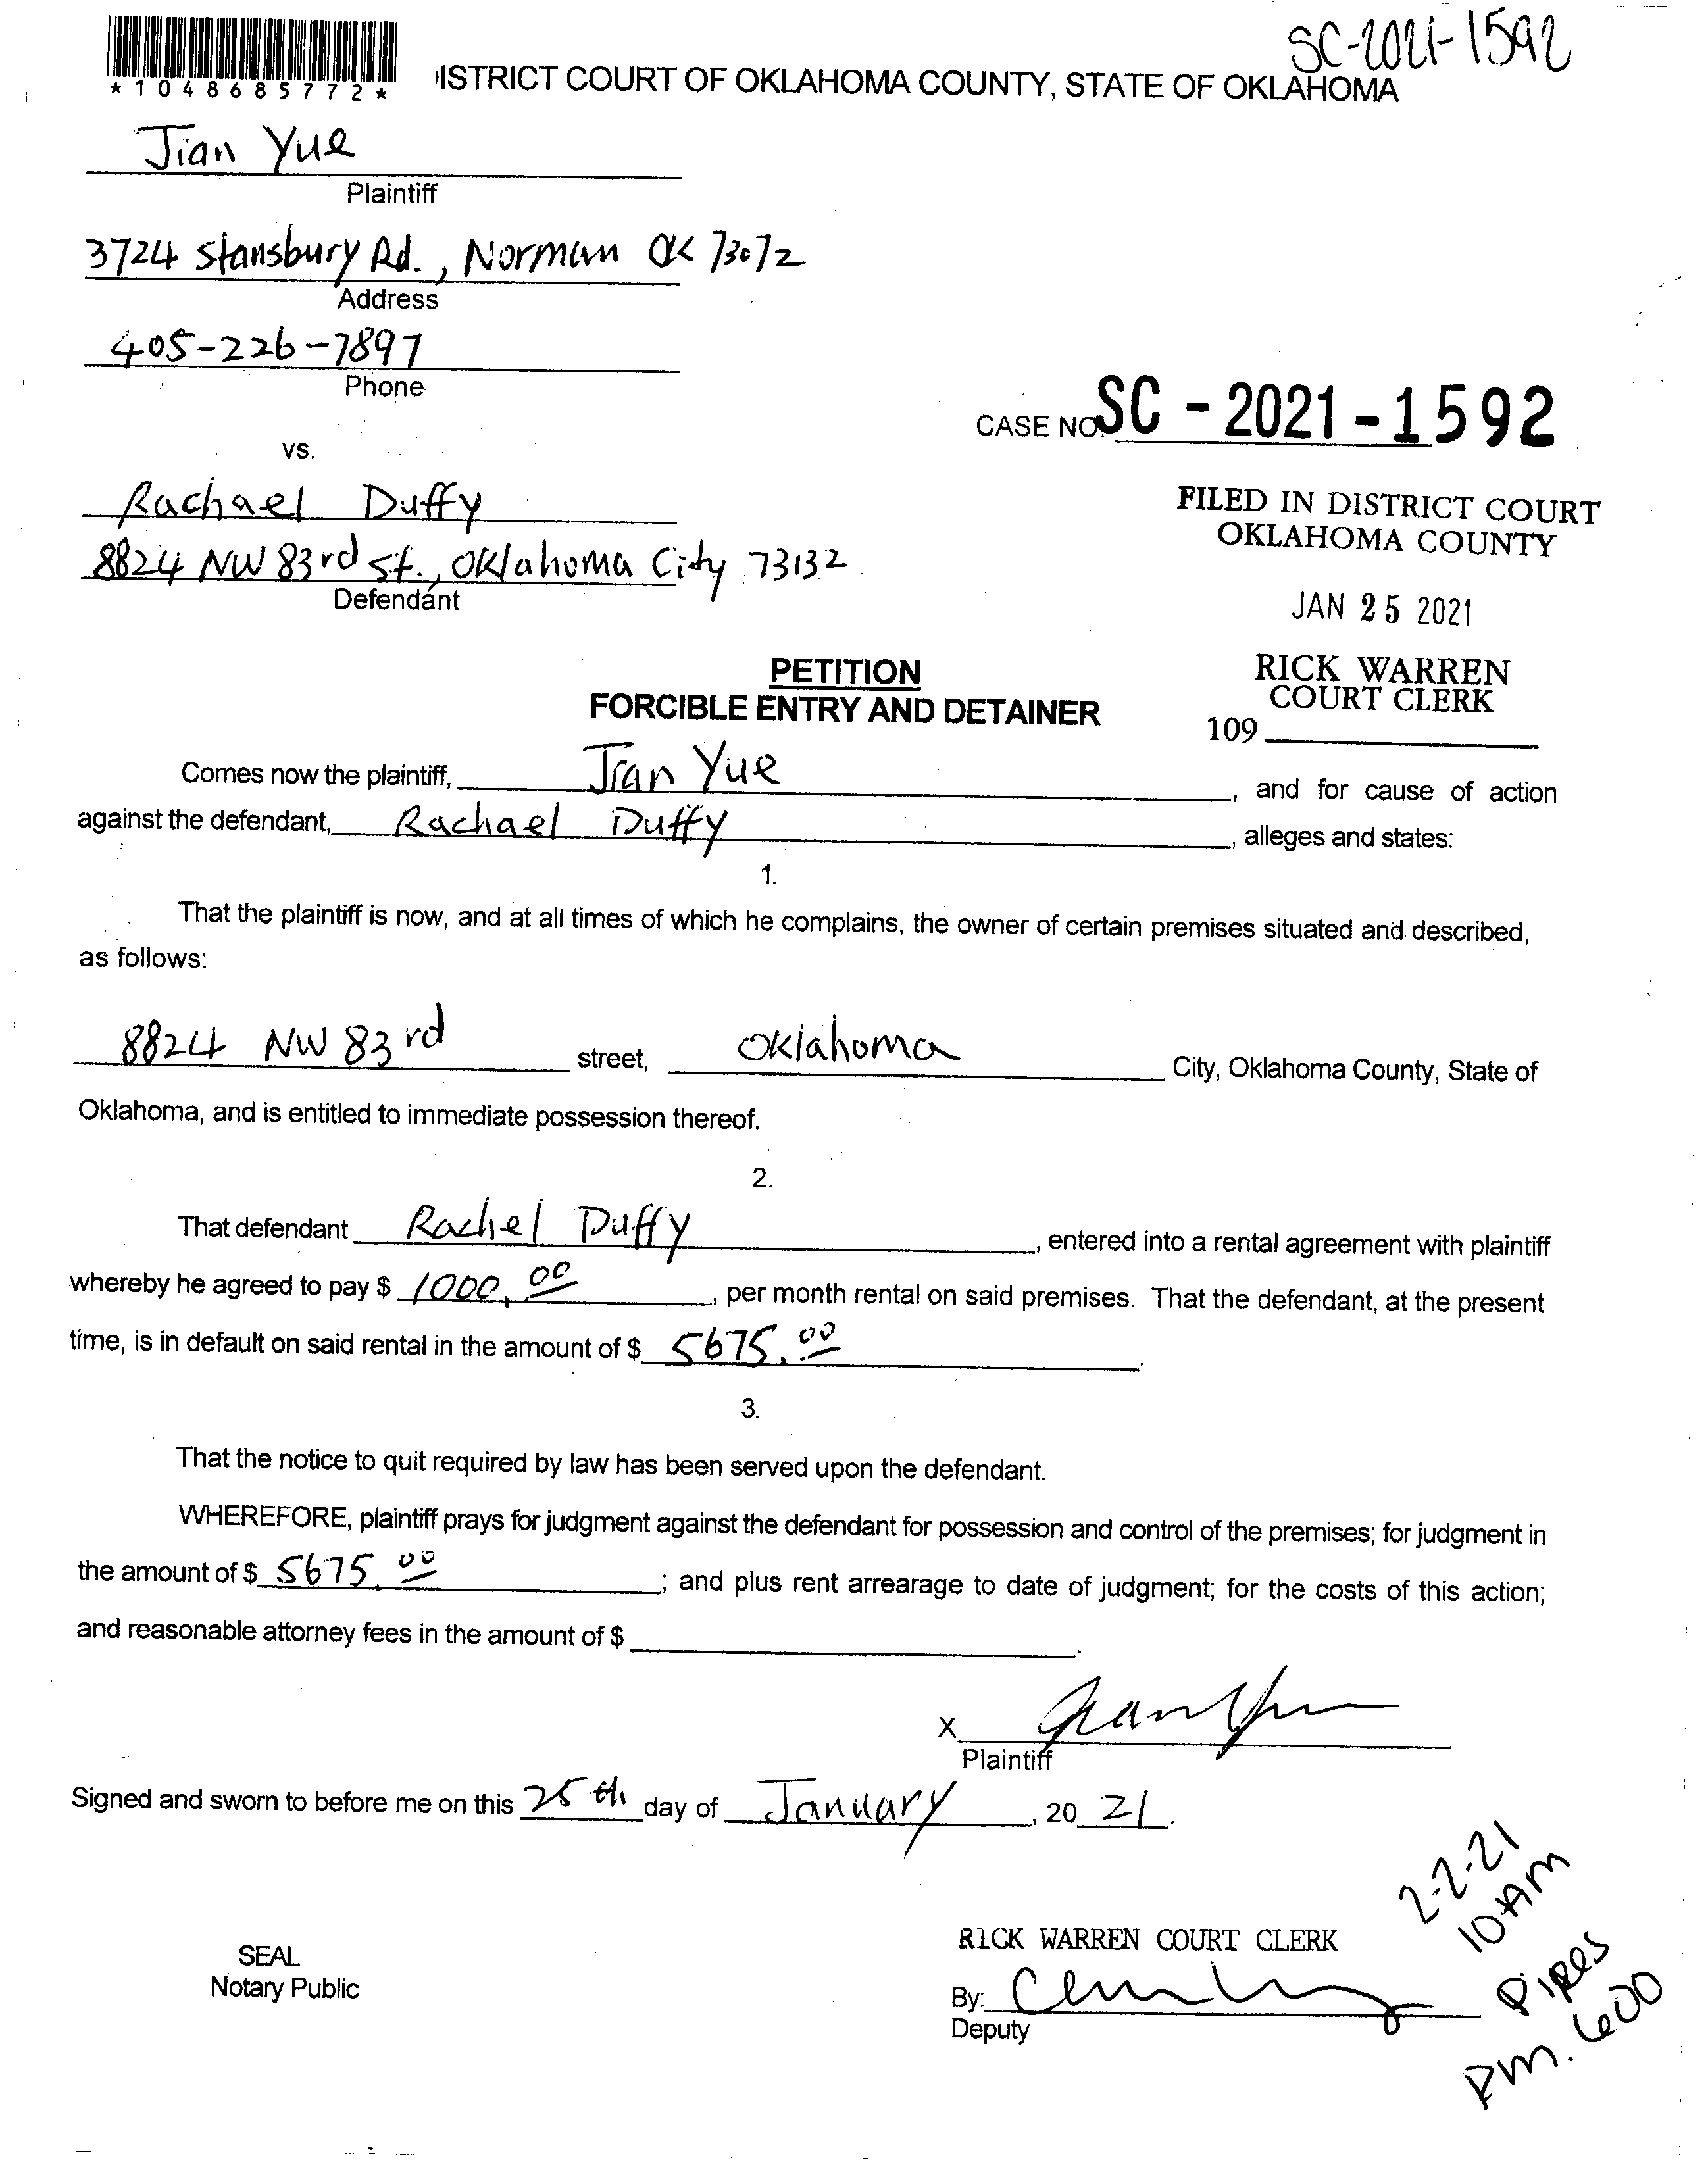 SC-2021-1592
*1048685772*
ISTRICT COURT OF OKLAHOMA COUNTY, STATE OF OKLAHOMA
Jian Yue
Plaintiff
3724 Stansbury Rd., Norman OK 73072
Address
405-226-7897
Phone
CASE NO. SC-2021-1592
vs.
Rachael Duffy
8824 NW 83rd St., Oklahoma City 73132
Defendant
FILED IN DISTRICT COURT
OKLAHOMA COUNTY
JAN 25 2021
RICK WARREN
COURT CLERK
109
PETITION
FORCIBLE ENTRY AND DETAINER
Comes now the plaintiff, Jian Yue, and for cause of action
against the defendant, Rachael Duffy, alleges and states:
1.
That the plaintiff is now, and at all times of which he complains, the owner of certain premises situated and described,
as follows:
8824 NW 83rd street, Oklahoma City, Oklahoma County, State of
Oklahoma, and is entitled to immediate possession thereof.
2.
That defendant Rachel Duffy, entered into a rental agreement with plaintiff
whereby he agreed to pay $ 1000.00, per month rental on said premises. That the defendant, at the present
time, is in default on said rental in the amount of $ 5675.00.
3.
That the notice to quit required by law has been served upon the defendant.
WHEREFORE, plaintiff prays for judgment against the defendant for possession and control of the premises; for judgment in
the amount of $ 5675.00; and plus rent arrearage to date of judgment; for the costs of this action;
and reasonable attorney fees in the amount of $ .
X
Plaintiff
Signed and sworn to before me on this 25th day of January, 20 21.
SEAL
Notary Public
RICK WARREN COURT CLERK
By:
Deputy
2-2-21
10 AM
Pipes
Rm. 600